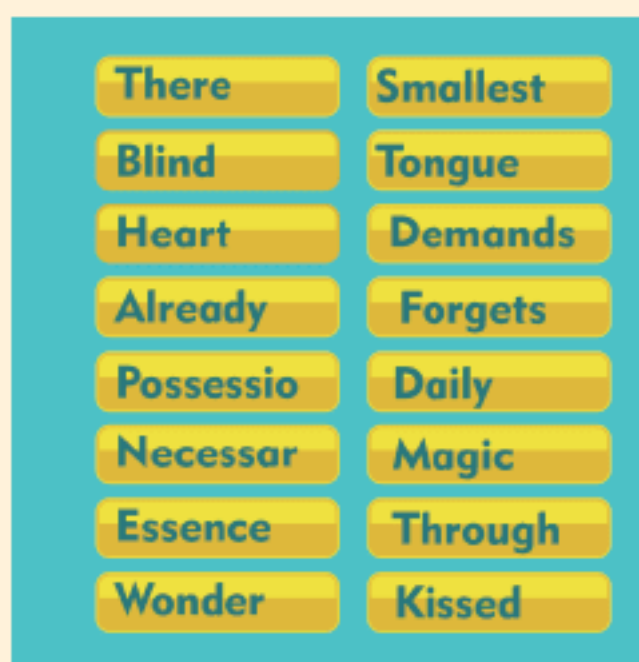 There Smallest
Blind Tongue
Heart Demands
Already Forgets
Possessio Daily
Necessar Magic
Essence Through
Wonder Kissed